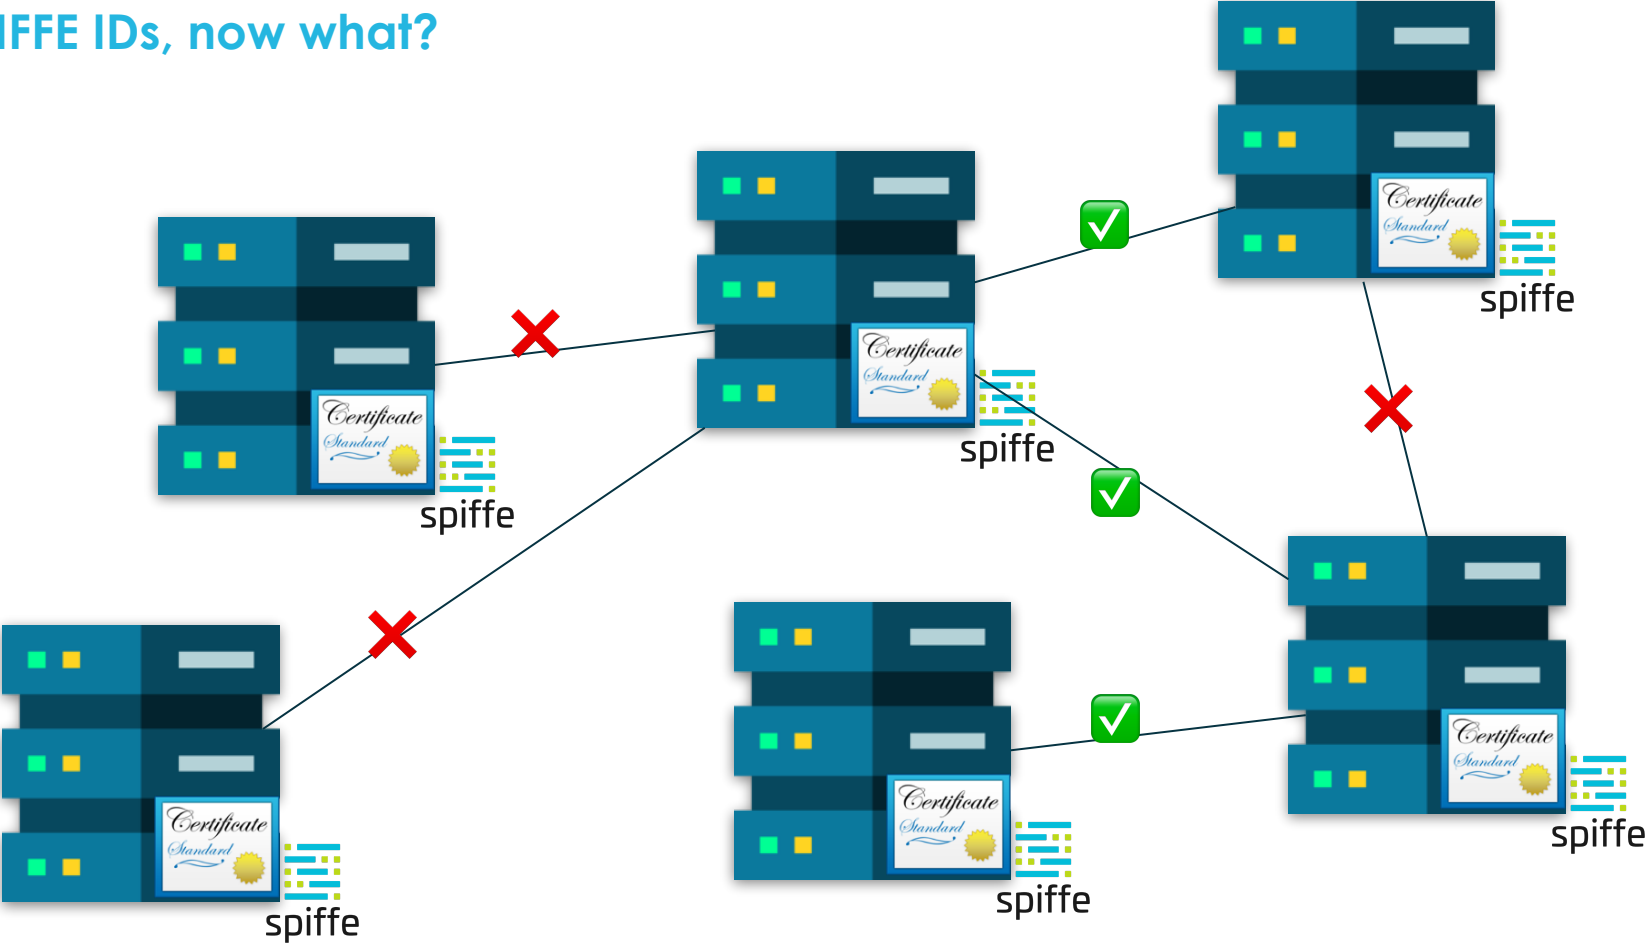 IFFE IDs, now what?
Certificate
Standard
spiffe
Certificate
Standard
spiffe
Certificate
Standard
spiffe
Certificate
Standard
spiffe
Certificate
Standard
spiffe
Certificate
Standard
spiffe